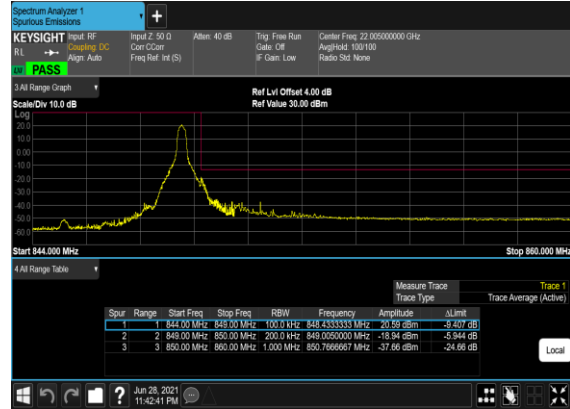 Spectrum Analyzer 1
Spurious Emissions
KEYSIGHT Input: RF Input Z: 50 Ω Atten: 40 dB Trig: Free Run Center Freq: 22.005000000 GHz
RL Coupling: DC Corr CCorr Gate: Off Avg|Hold: 100/100
Align: Auto Freq Ref: Int (S) IF Gain: Low Radio Std: None
PASS
3 All Range Graph
Ref Lvl Offset 4.00 dB
Scale/Div 10.0 dB Ref Value 30.00 dBm
Log
20.0
10.0
0.00
-10.0
-20.0
-30.0
-40.0
-50.0
-60.0
Start 844.000 MHz Stop 860.000 MHz
4 All Range Table
Measure Trace Trace 1
Trace Type Trace Average (Active)
Spur Range Start Freq Stop Freq RBW Frequency Amplitude ΔLimit
1 1 844.00 MHz 849.00 MHz 100.0 kHz 848.4333333 MHz 20.59 dBm -9.407 dB
2 2 849.00 MHz 850.00 MHz 200.0 kHz 849.0050000 MHz -18.94 dBm -5.944 dB
3 3 850.00 MHz 860.00 MHz 1.000 MHz 850.7666667 MHz -37.66 dBm -24.66 dB
Local
? Jun 28, 2021
11:42:41 PM